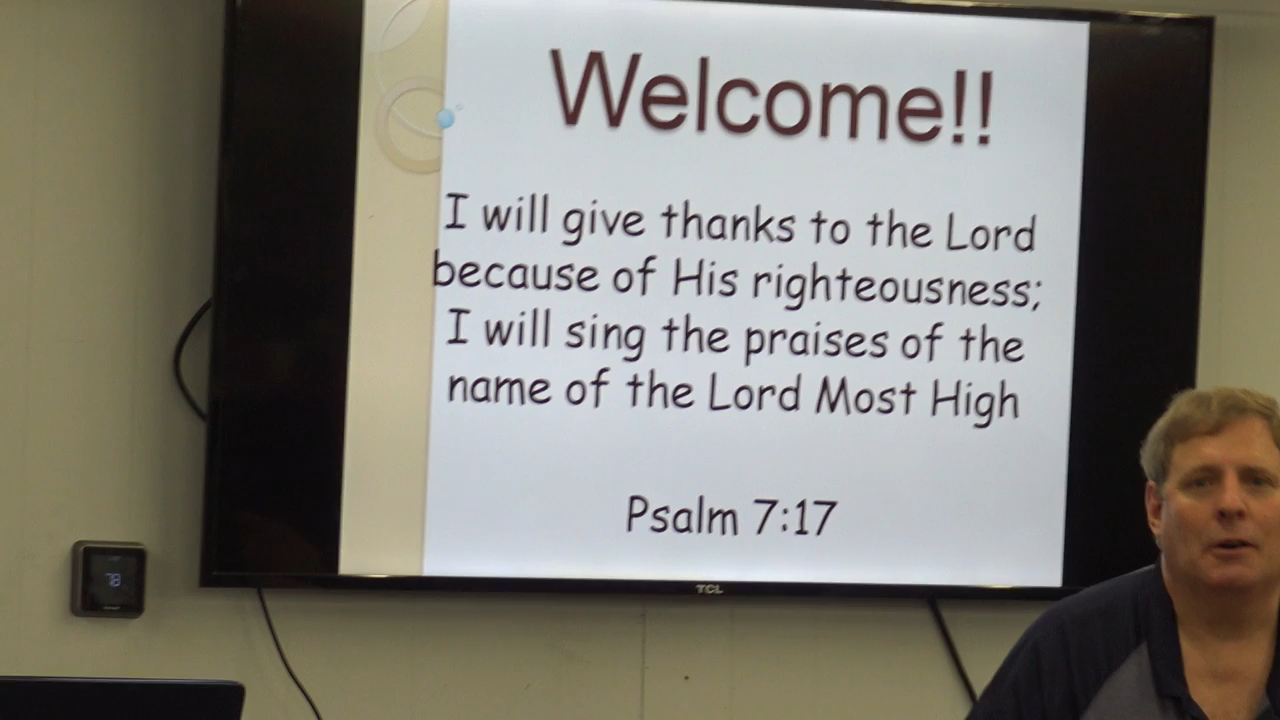 Welcome!!
I will give thanks to the Lord
because of His righteousness;
I will sing the praises of the
name of the Lord Most High
Psalm 7:17
78
TCL